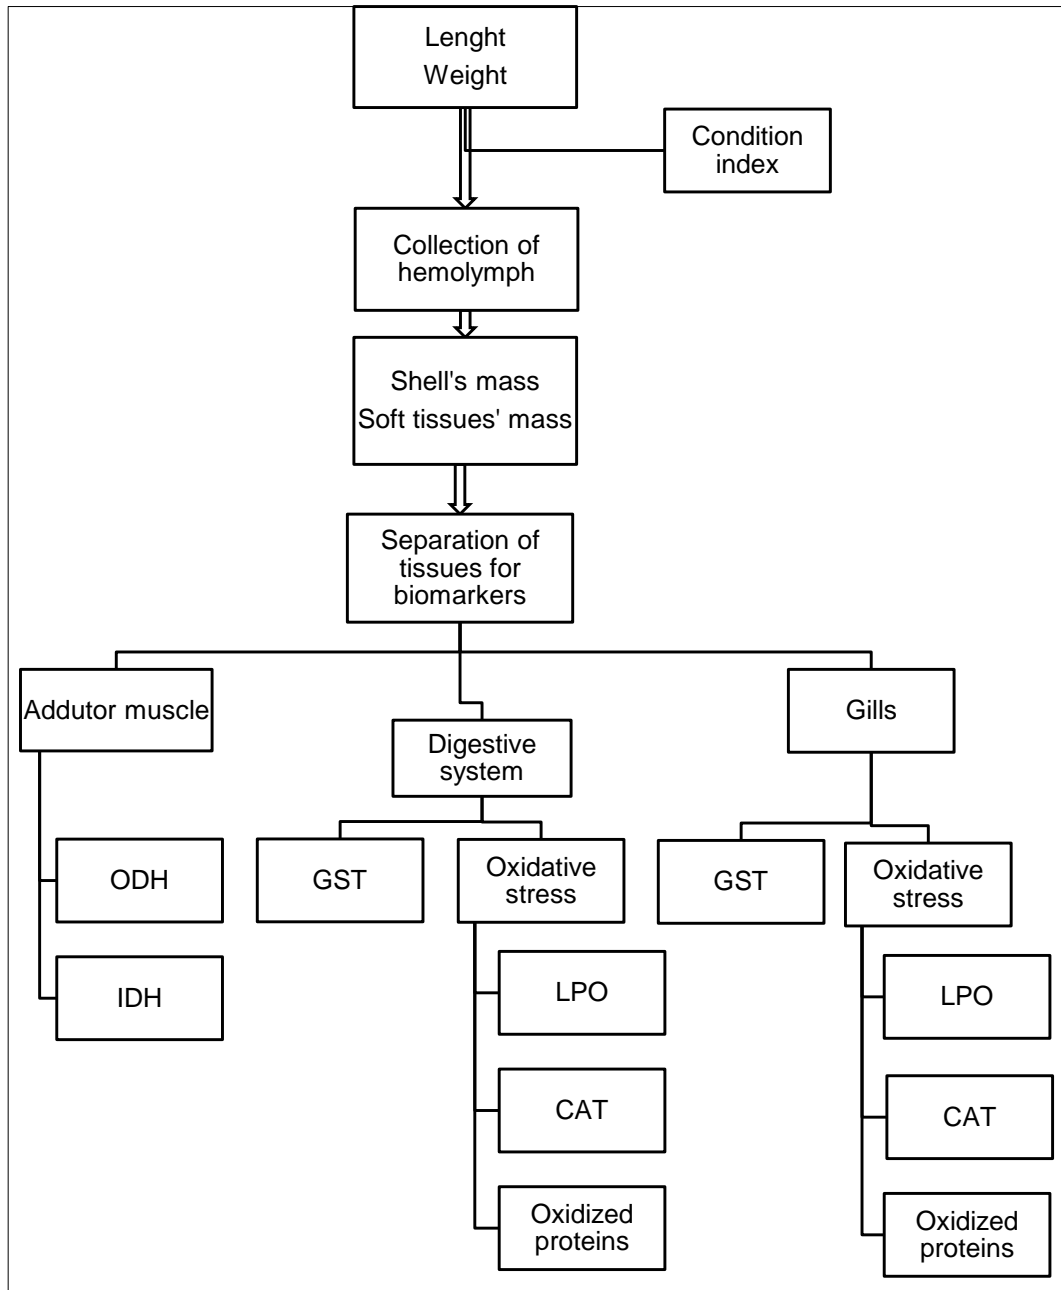 Lenght
Weight
Condition
index
Collection of
hemolymph
Shell's mass
Soft tissues' mass
Separation of
tissues for
biomarkers
Addutor muscle
Digestive
system
Gills
ODH
GST
Oxidative
stress
GST
Oxidative
stress
IDH
LPO
LPO
CAT
CAT
Oxidized
proteins
Oxidized
proteins